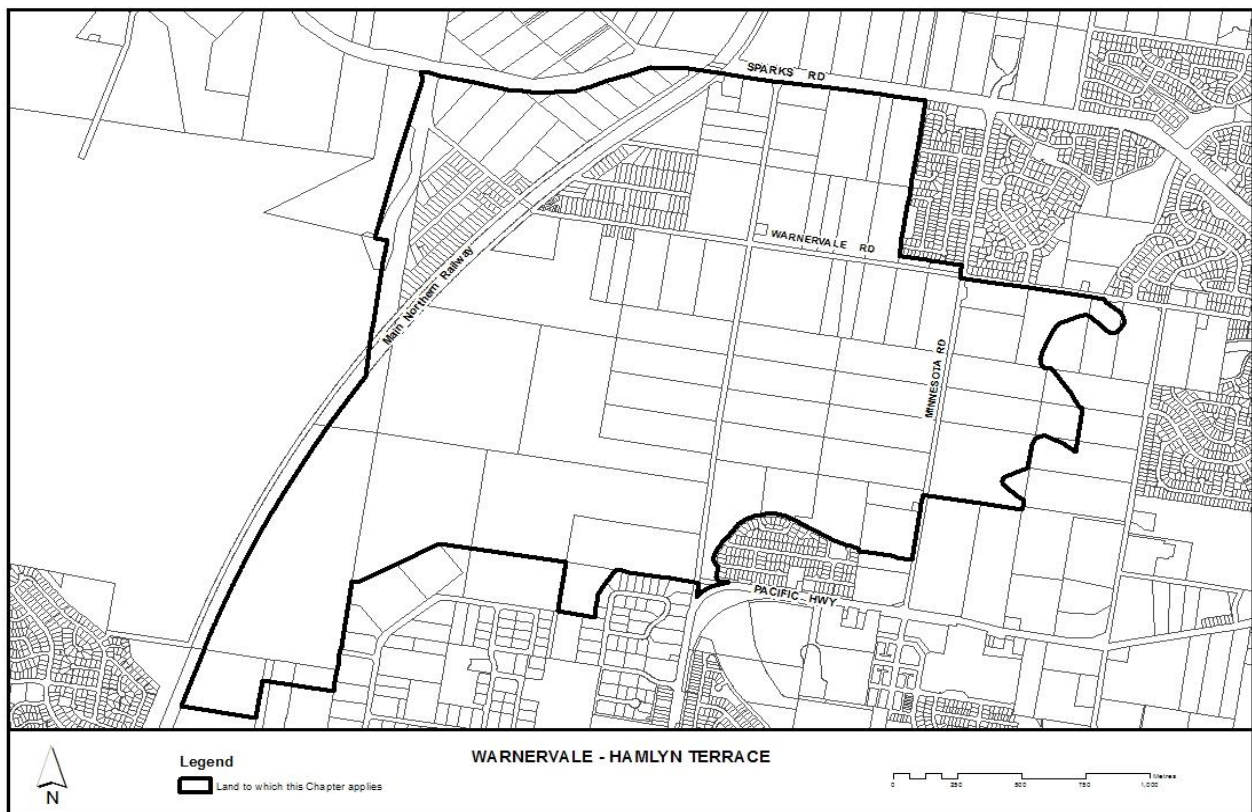 SPARKS RD
WARNERVALE RD
Main Northern Railway
MINNESOTA RD
PACIFIC HWY
WARNERVALE - HAMLYN TERRACE
Legend
Land to which this Chapter applies
N
Metres
0 250 500 750 1,000